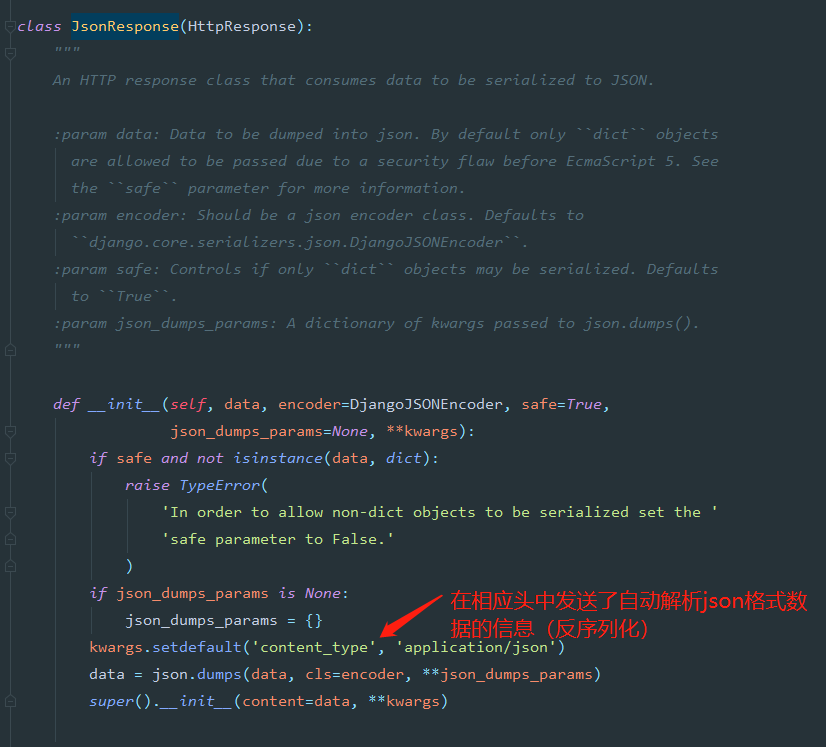 class JsonResponse(HttpResponse):
"""
An HTTP response class that consumes data to be serialized to JSON.
:param data: Data to be dumped into json. By default only ``dict`` objects
are allowed to be passed due to a security flaw before EcmaScript 5. See
the ``safe`` parameter for more information.
:param encoder: Should be a json encoder class. Defaults to
``django.core.serializers.json.DjangoJSONEncoder``.
:param safe: Controls if only ``dict`` objects may be serialized. Defaults
to ``True``.
:param json_dumps_params: A dictionary of kwargs passed to json.dumps().
"""
def __init__(self, data, encoder=DjangoJSONEncoder, safe=True,
json_dumps_params=None, **kwargs):
if safe and not isinstance(data, dict):
raise TypeError(
'In order to allow non-dict objects to be serialized set the '
'safe parameter to False.'
)
if json_dumps_params is None:
json_dumps_params = {}
在相应头中发送了自动解析json格式数
据的信息（反序列化）
kwargs.setdefault('content_type', 'application/json')
data = json.dumps(data, cls=encoder, **json_dumps_params)
super().__init__(content=data, **kwargs)